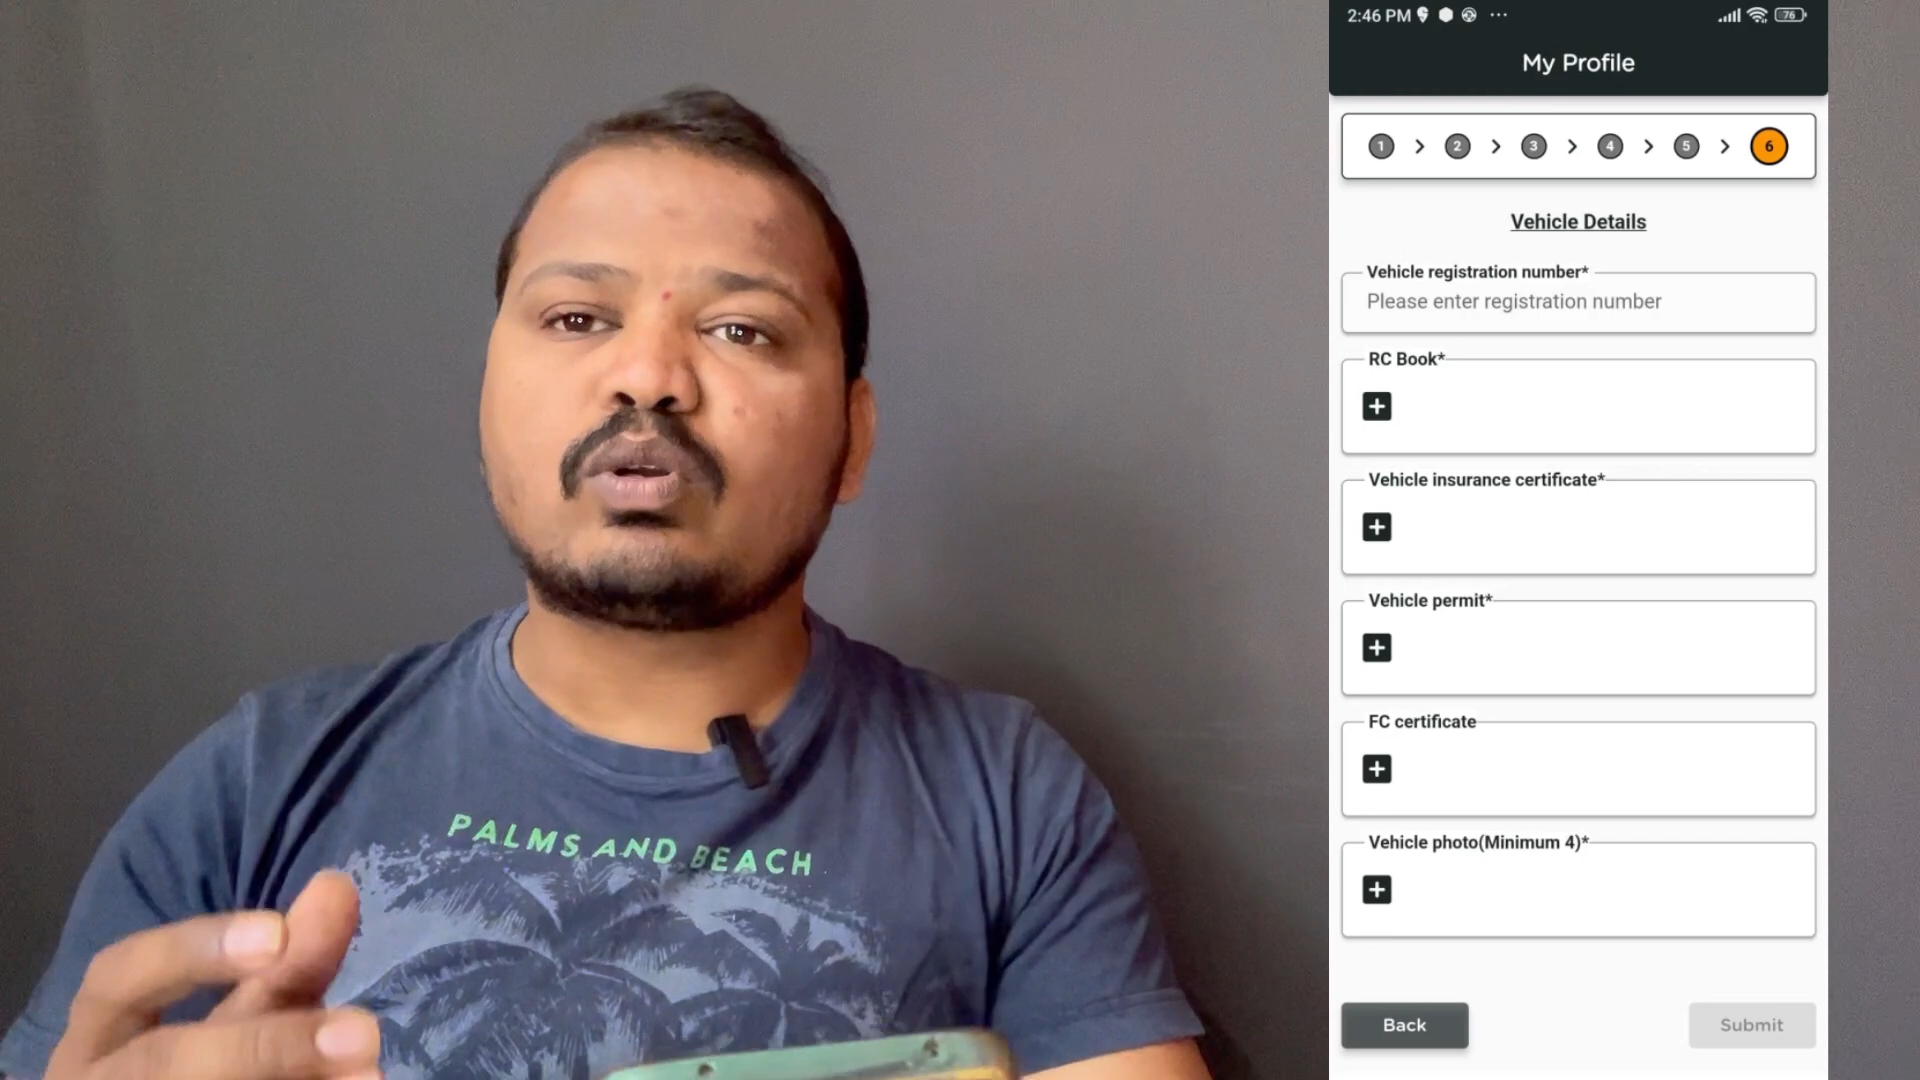 PALMS AND BEACH
2:46 PM
76
My Profile
1 > 2 > 3 > 4 > 5 > 6
Vehicle Details
Vehicle registration number*
Please enter registration number
RC Book*
Vehicle insurance certificate*
Vehicle permit*
FC certificate
Vehicle photo(Minimum 4)*
Back
Submit